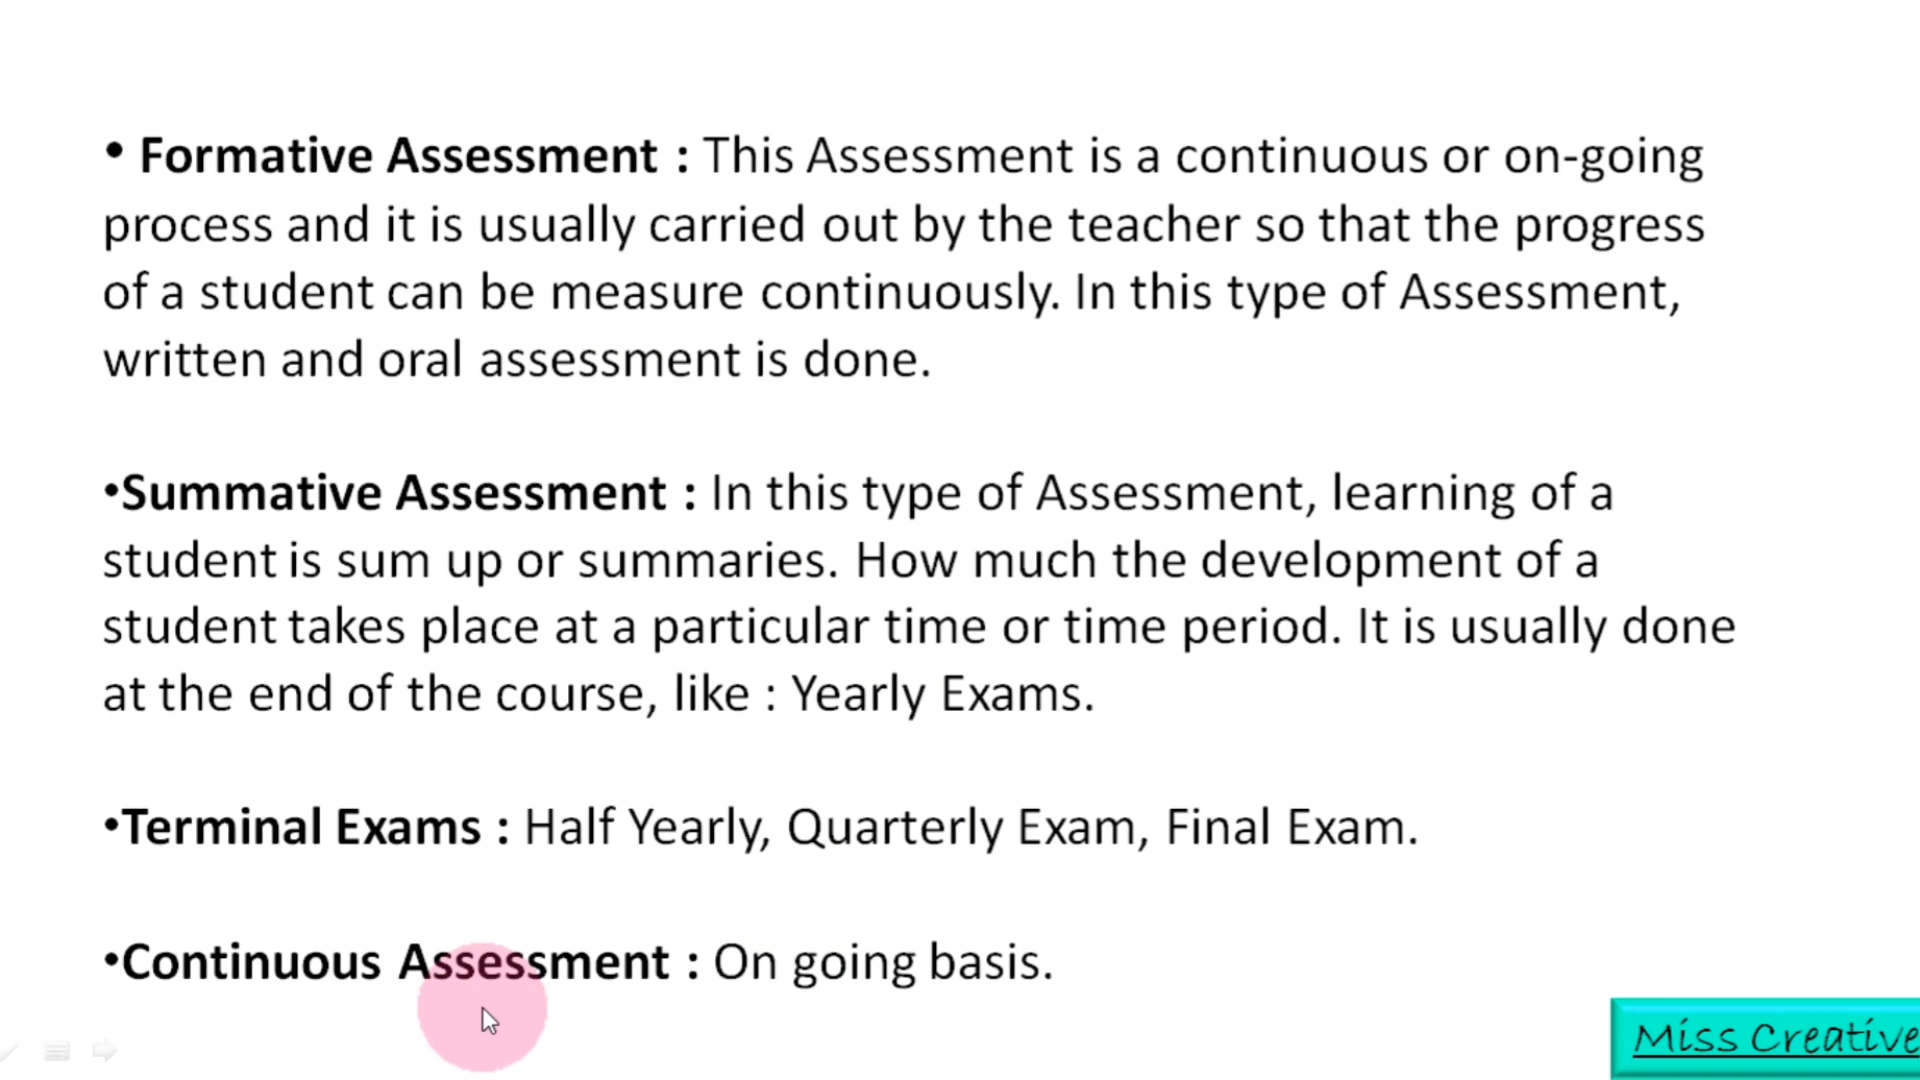 • Formative Assessment : This Assessment is a continuous or on-going
process and it is usually carried out by the teacher so that the progress
of a student can be measure continuously. In this type of Assessment,
written and oral assessment is done.
•Summative Assessment : In this type of Assessment, learning of a
student is sum up or summaries. How much the development of a
student takes place at a particular time or time period. It is usually done
at the end of the course, like : Yearly Exams.
•Terminal Exams : Half Yearly, Quarterly Exam, Final Exam.
•Continuous Assessment : On going basis.
Miss Creative